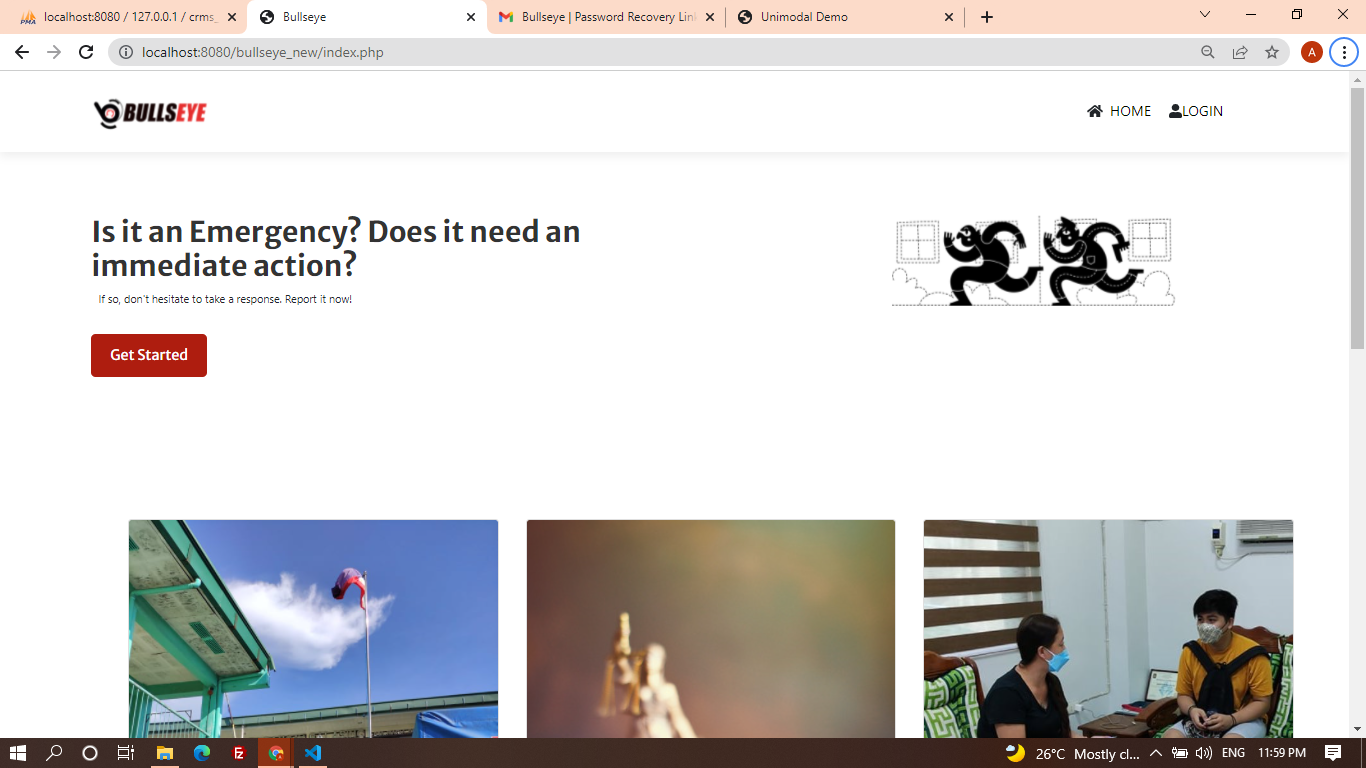 localhost:8080 / 127.0.0.1 / crms_
Bullseye
Bullseye | Password Recovery Lin
Unimodal Demo
localhost:8080/bullseye_new/index.php
A
BULLSEYE
HOME
LOGIN
Is it an Emergency? Does it need an
immediate action?
If so, don't hesitate to take a response. Report it now!
Get Started
26°C Mostly cl...
ENG
11:59 PM